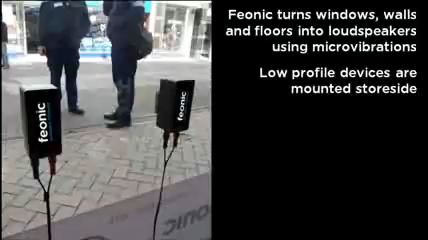 Feonic turns windows, walls
and floors into loudspeakers
using microvibrations
Low profile devices are
mounted storeside
feonic
feonic